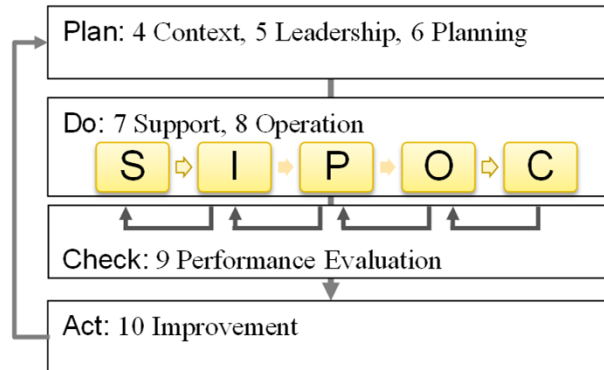 Plan: 4 Context, 5 Leadership, 6 Planning
Do: 7 Support, 8 Operation
S I P O C
Check: 9 Performance Evaluation
Act: 10 Improvement